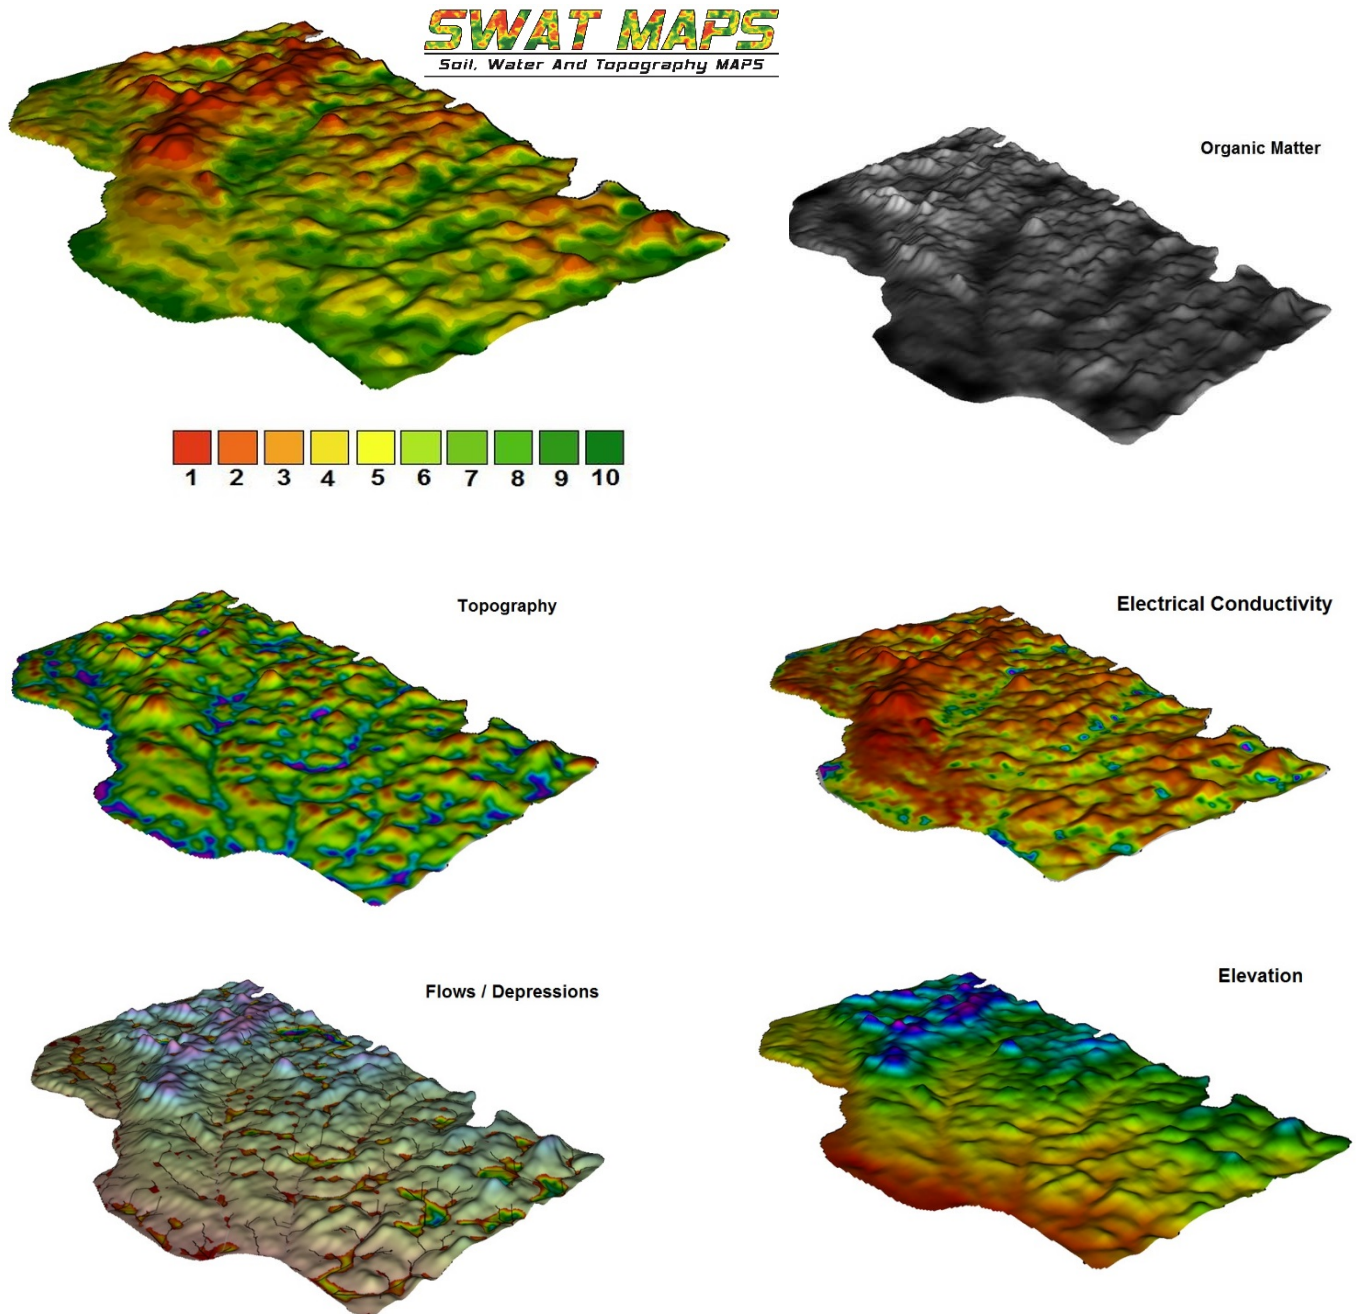 SWAT MAPS
Soil, Water And Topography MAPS
Organic Matter
1 2 3 4 5 6 7 8 9 10
Topography
Electrical Conductivity
Flows / Depressions
Elevation